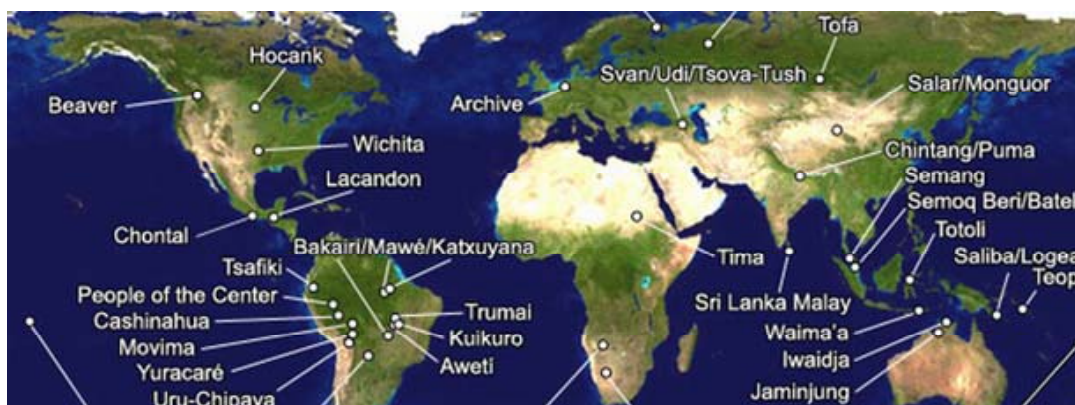 Tofa
Hocank
Svan/Udi/Tsova-Tush
Beaver
Archive
Salar/Monguor
Wichita
Chintang/Puma
Lacandon
Semang
Semoq Beri/Batek
Chontal
Bakairi/Mawé/Katxuyana
Totoli
Tsafiki
Tima
Saliba/Logea
People of the Center
Sri Lanka Malay
Teop
Cashinahua
Trumai
Waima'a
Movima
Kuikuro
Iwaidja
Yuracaré
Aweti
Jaminjung
Uru-Chipaya